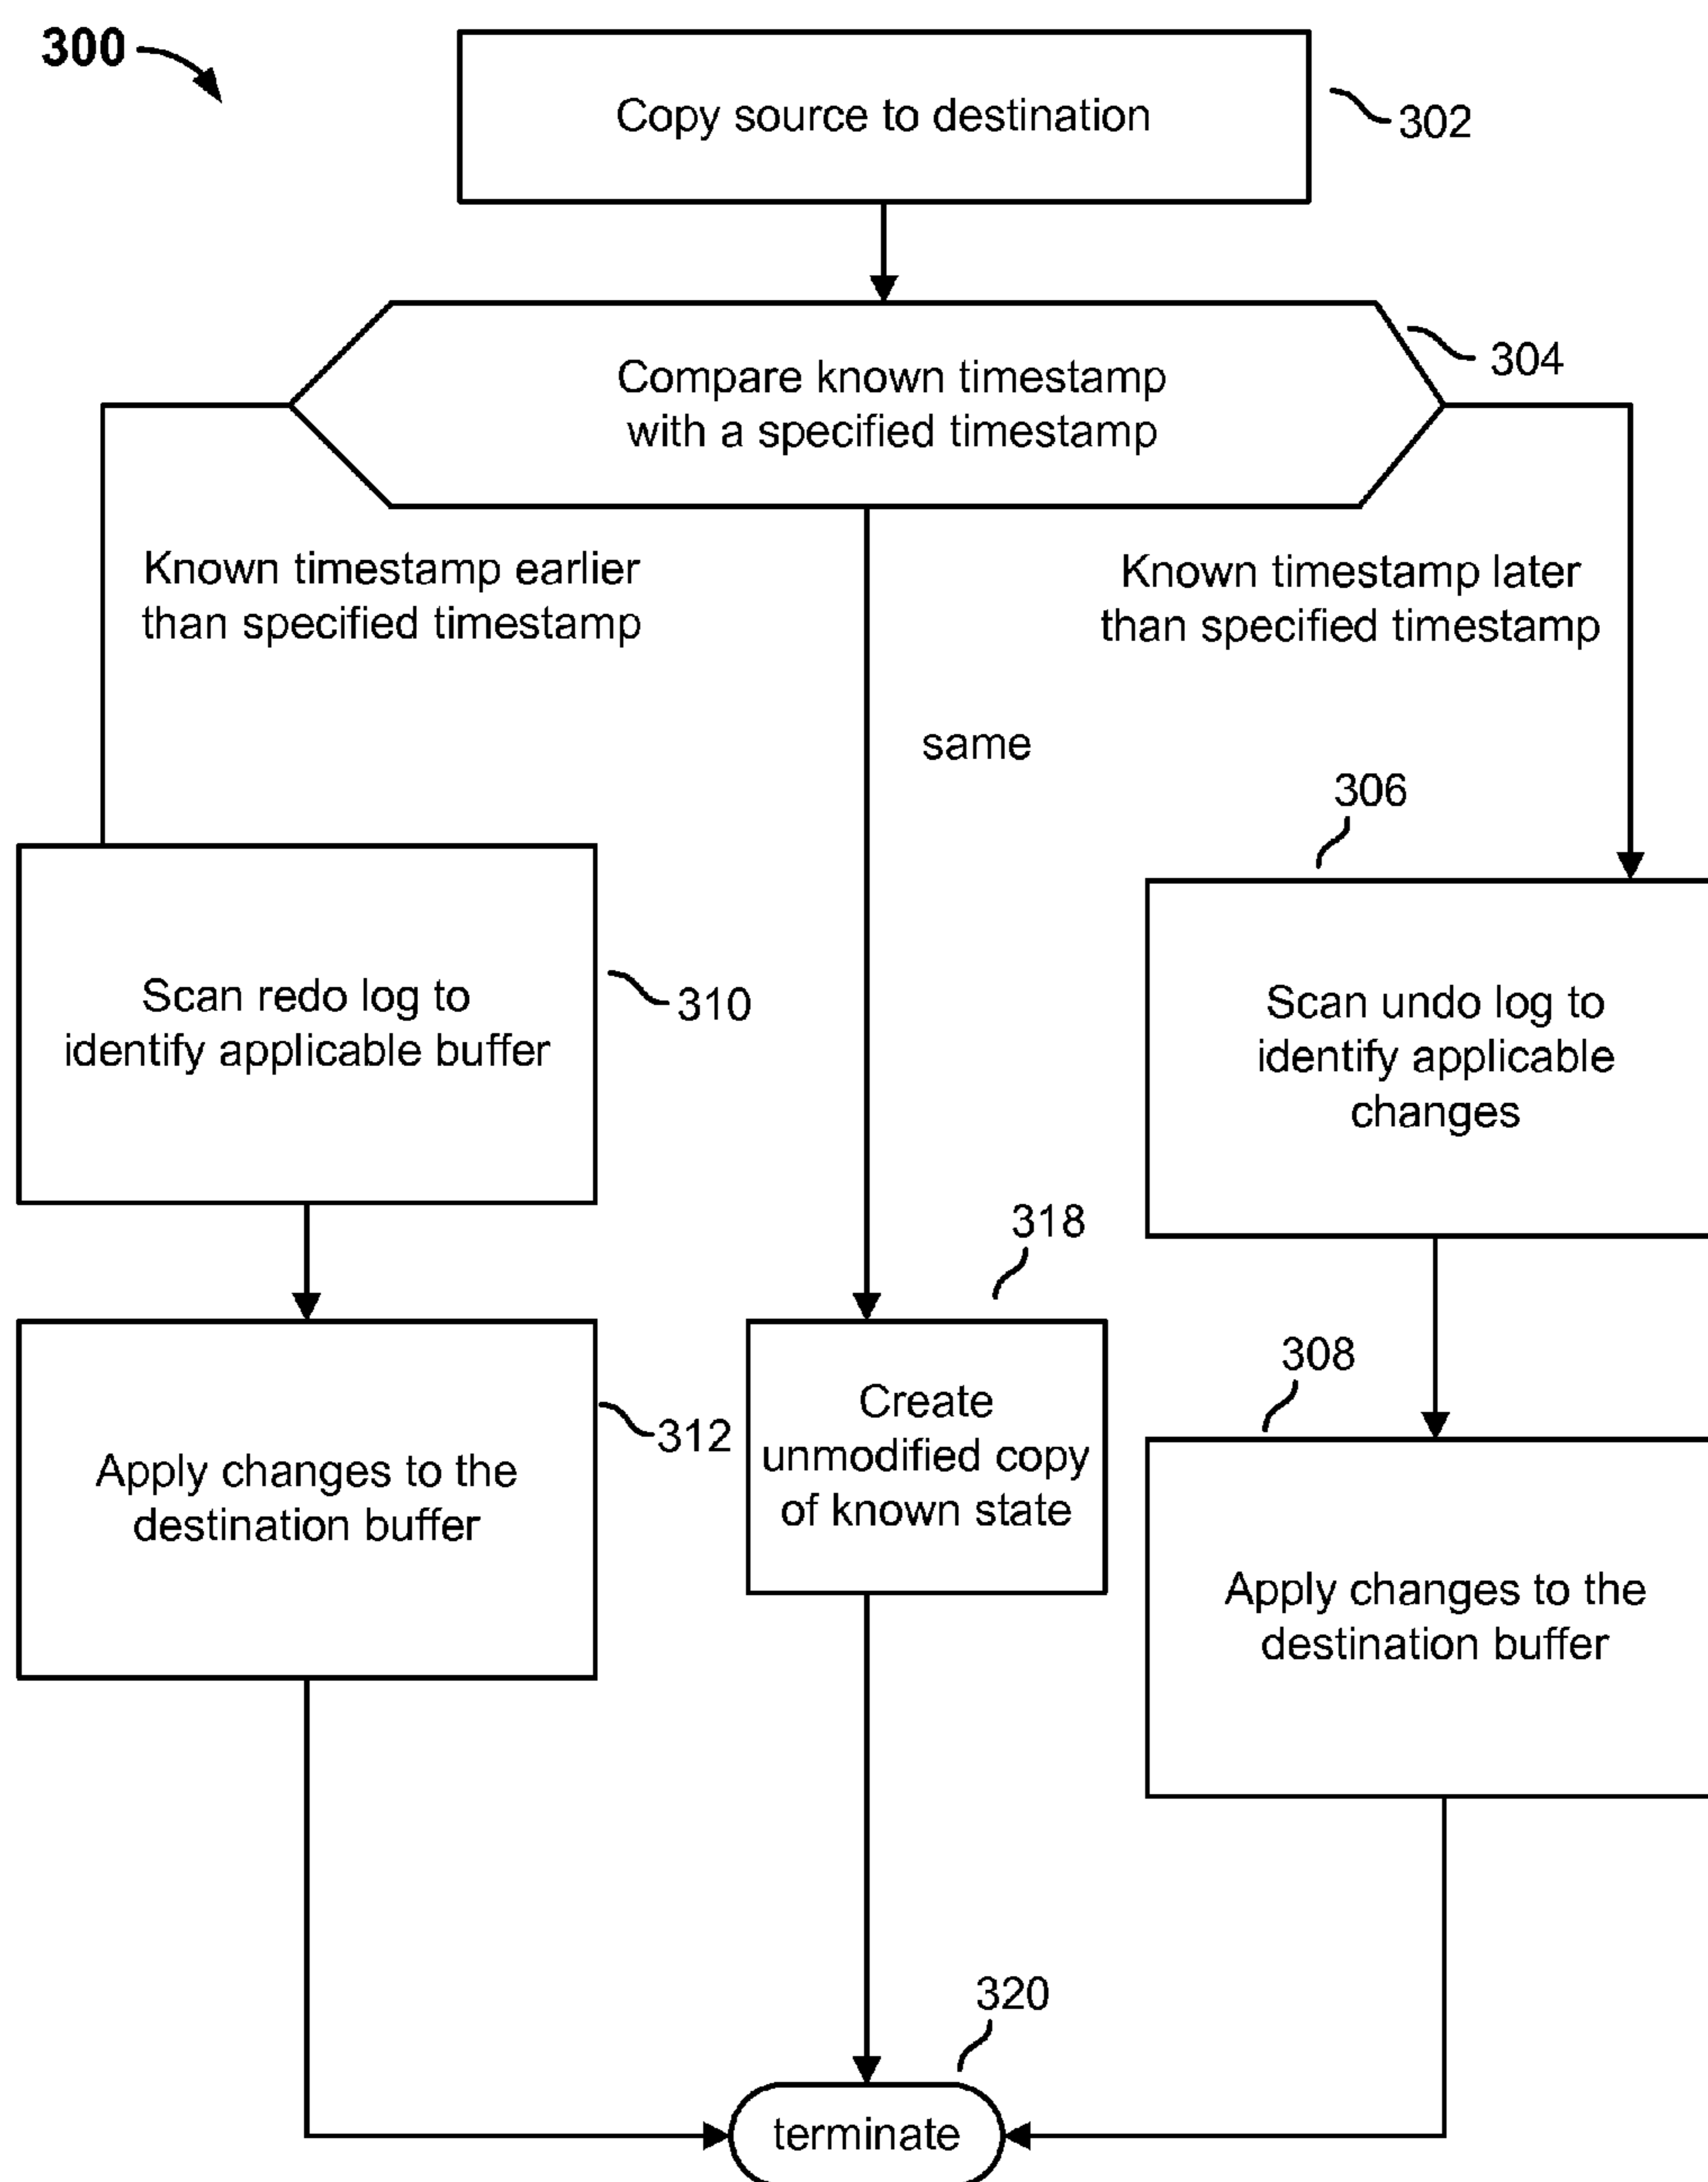 300
Copy source to destination
302
Compare known timestamp
with a specified timestamp
304
Known timestamp earlier
than specified timestamp
Known timestamp later
than specified timestamp
same
306
Scan redo log to
identify applicable buffer
310
Scan undo log to
identify applicable
changes
318
308
Apply changes to the
destination buffer
312
Create
unmodified copy
of known state
Apply changes to the
destination buffer
320
terminate